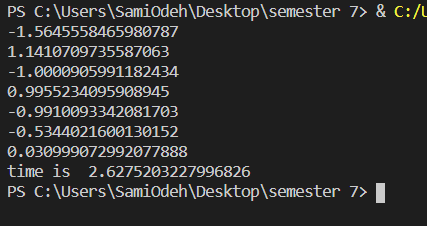 PS C:\Users\SamiOdeh\Desktop\semester 7> & C:/U
-1.5645558465980787
1.1410709735587063
-1.0000905991182434
0.9955234095908945
-0.9910093342081703
-0.5344021600130152
0.030999072992077888
time is  2.6275203227996826
PS C:\Users\SamiOdeh\Desktop\semester 7>